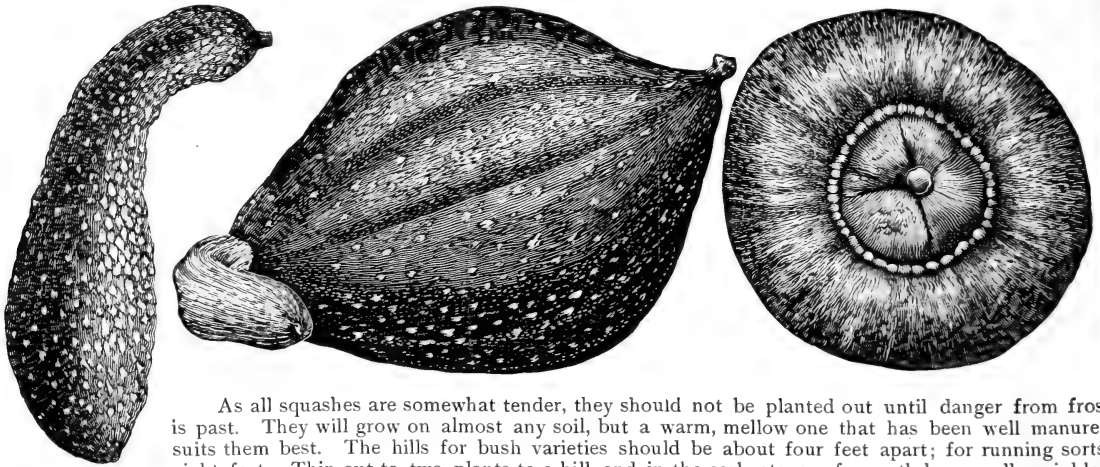 As all squashes are somewhat tender, they should not be planted out until danger from fros
is past. They will grow on almost any soil, but a warm, mellow one that has been well manure
suits them best. The hills for bush varieties should be about four feet apart; for running sorts